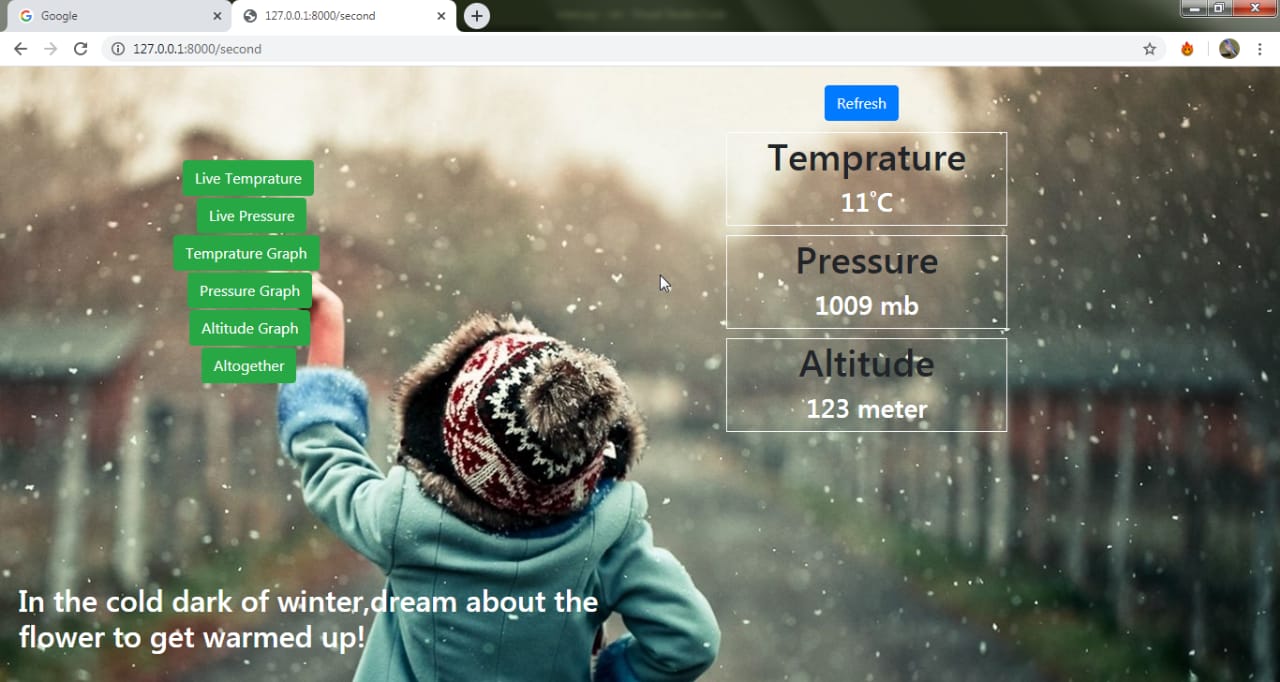 Google
127.0.0.1:8000/second
127.0.0.1:8000/second
Refresh
Live Temprature
Live Pressure
Temprature Graph
Pressure Graph
Altitude Graph
Altogether
Temprature
11°C
Pressure
1009 mb
Altitude
123 meter
In the cold dark of winter,dream about the
flower to get warmed up!